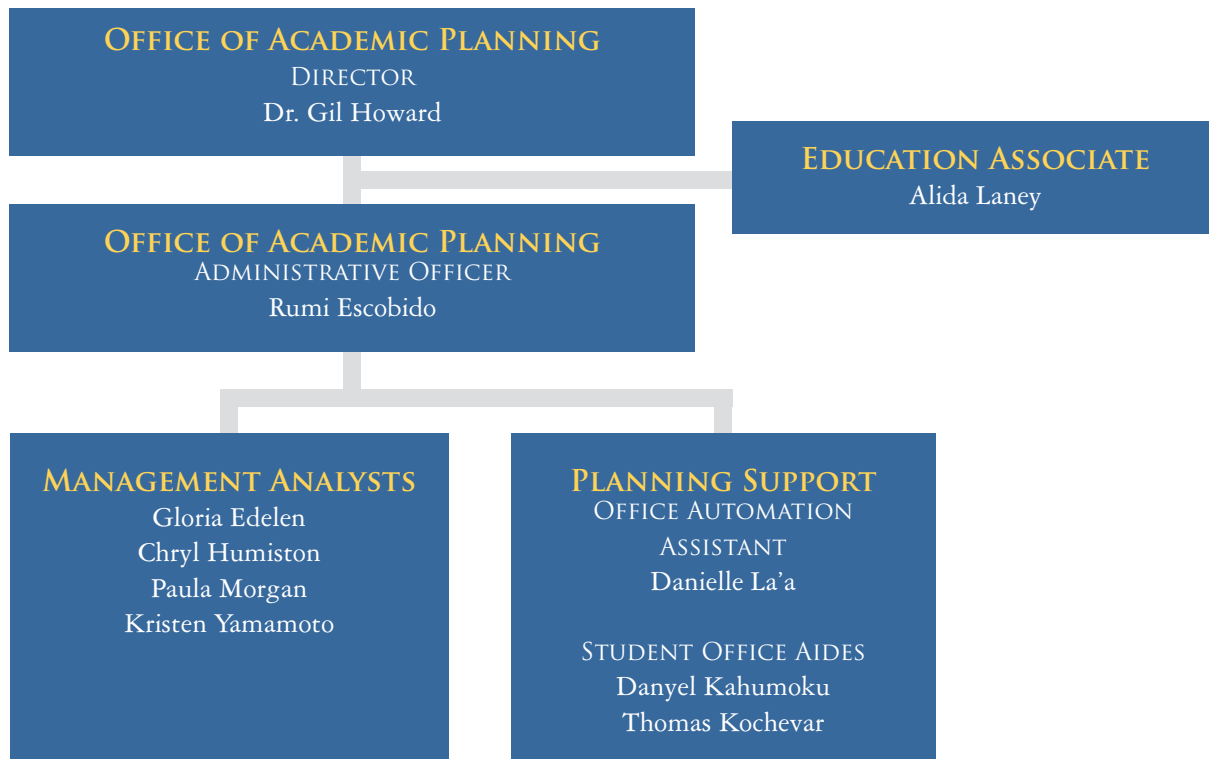 Office of Academic Planning
Director
Dr. Gil Howard
Education Associate
Alida Laney
Office of Academic Planning
Administrative Officer
Rumi Escobido
Management Analysts
Gloria Edelen
Chryl Humiston
Paula Morgan
Kristen Yamamoto
Planning Support
Office Automation
Assistant
Danielle La’a
Student Office Aides
Danyel Kahumoku
Thomas Kochevar